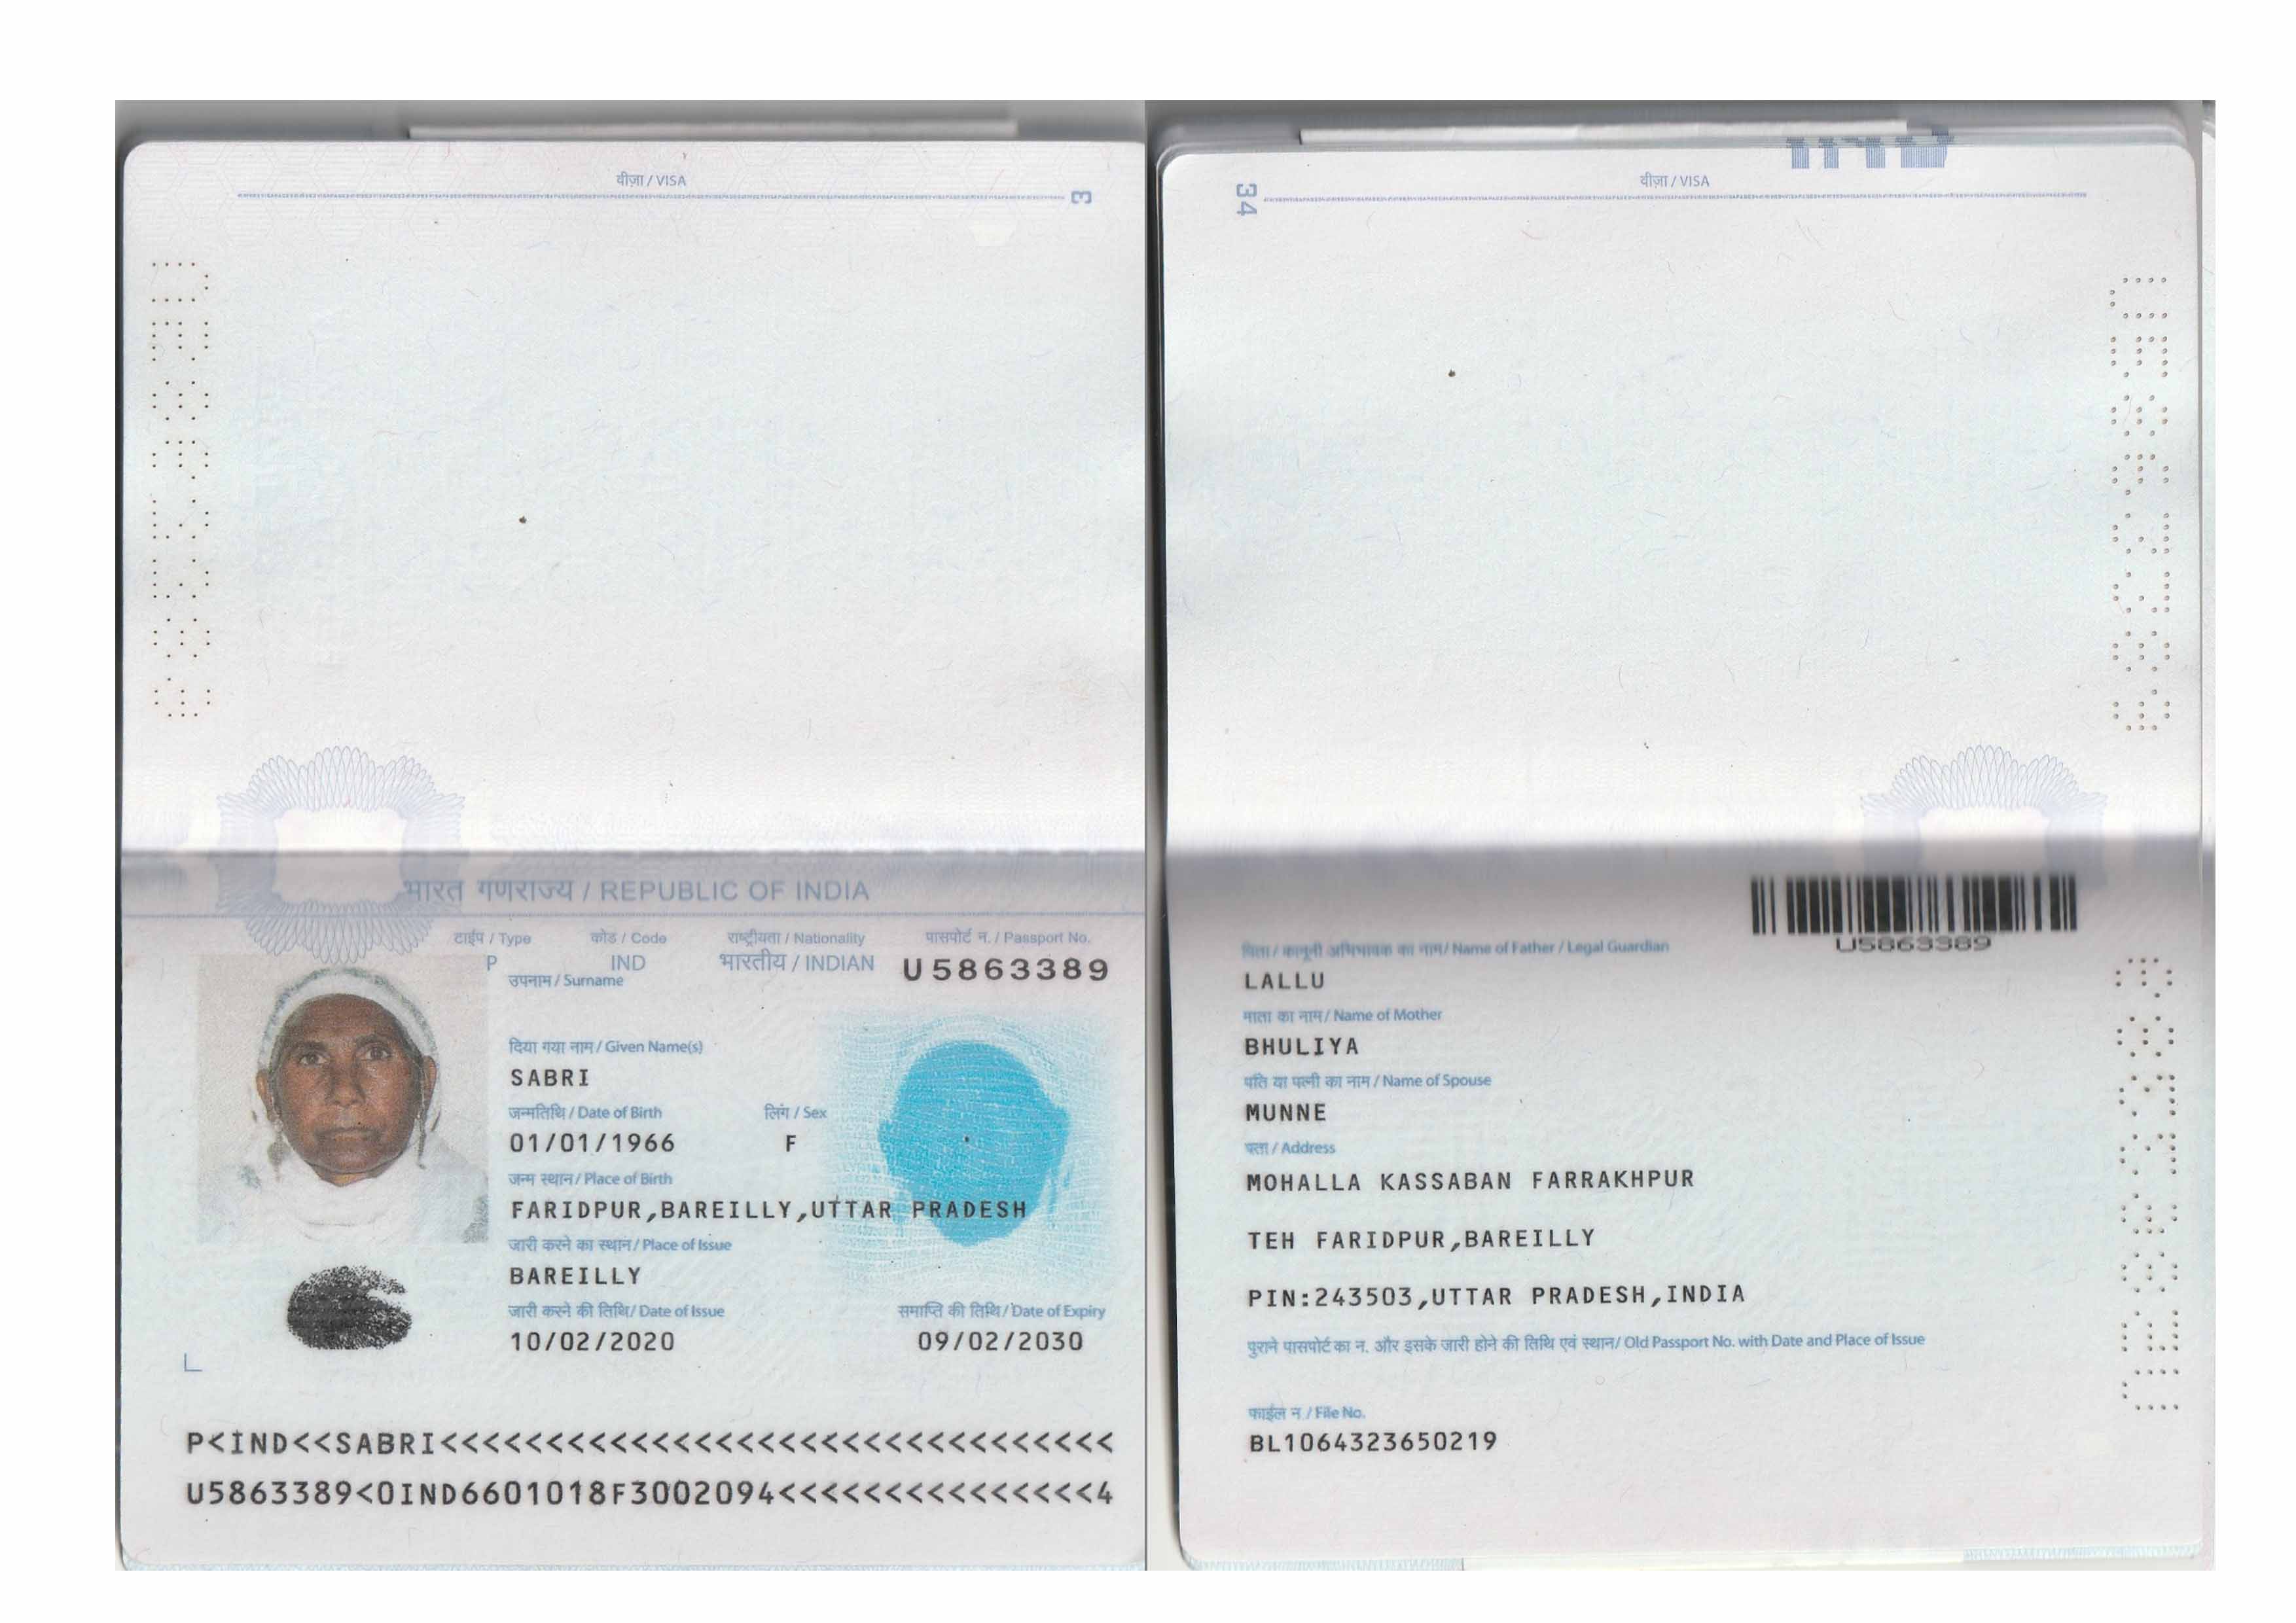 वीज़ा / VISA
3
भारत गणराज्य / REPUBLIC OF INDIA
टाईप / Type कोड / Code राष्ट्रीयता / Nationality पासपोर्ट न. / Passport No.
P IND भारतीय / INDIAN U5863389
उपनाम / Surname
दिया गया नाम / Given Name(s)
SABRI
जन्मतिथि / Date of Birth लिंग / Sex
01/01/1966 F
जन्म स्थान / Place of Birth
FARIDPUR,BAREILLY,UTTAR PRADESH
जारी करने का स्थान / Place of Issue
BAREILLY
जारी करने की तिथि / Date of Issue समाप्ति की तिथि / Date of Expiry
10/02/2020 09/02/2030
P<IND<<SABRI<<<<<<<<<<<<<<<<<<<<<<<<<<<<<<<<
U5863389<0IND6601018F3002094<<<<<<<<<<<<<<<4
वीज़ा / VISA
34
U5863389
पिता / कानूनी अभिभावक का नाम / Name of Father / Legal Guardian
LALLU
माता का नाम / Name of Mother
BHULIYA
पति या पत्नी का नाम / Name of Spouse
MUNNE
पता / Address
MOHALLA KASSABAN FARRAKHPUR
TEH FARIDPUR,BAREILLY
PIN:243503,UTTAR PRADESH,INDIA
पुराने पासपोर्ट का न. और इसके जारी होने की तिथि एवं स्थान / Old Passport No. with Date and Place of Issue
फाईल न. / File No.
BL1064323650219
U5863389